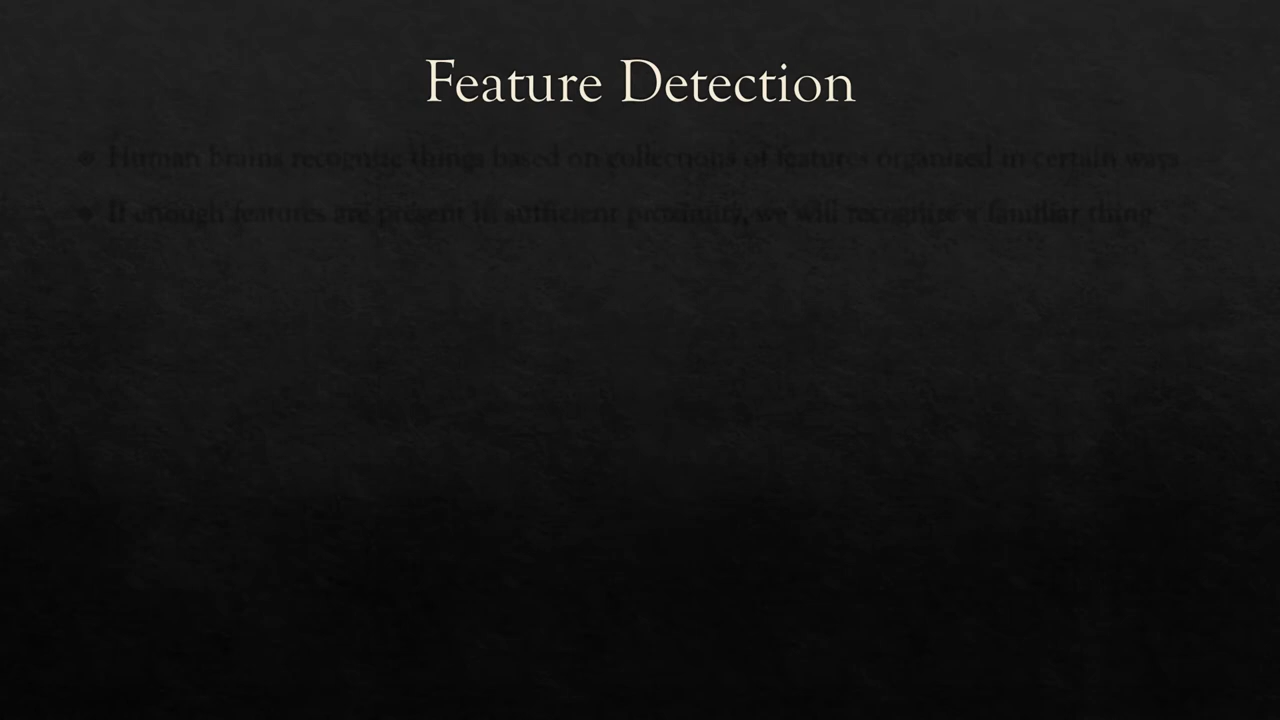 Feature Detection
Human brains recognize things based on collections of features organized in certain ways
If enough features are present in sufficient proximity, we will recognize a familiar thing